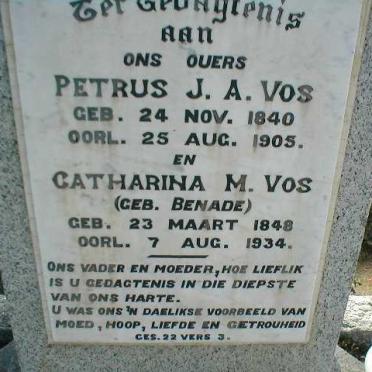 Ter Gedagtenis
aan
ONS OUERS
PETRUS J. A. VOS
GEB. 24 NOV. 1840
OORL. 25 AUG. 1905.
EN
CATHARINA M. VOS
(GEB. BENADE)
GEB. 23 MAART 1848
OORL. 7 AUG. 1934.
ONS VADER EN MOEDER, HOE LIEFLIK
IS U GEDAGTENIS IN DIE DIEPSTE
VAN ONS HARTE.
U WAS ONS 'N DAELIKSE VOORBEELD VAN
MOED, HOOP, LIEFDE EN GETROUHEID
GES. 22 VERS 3.